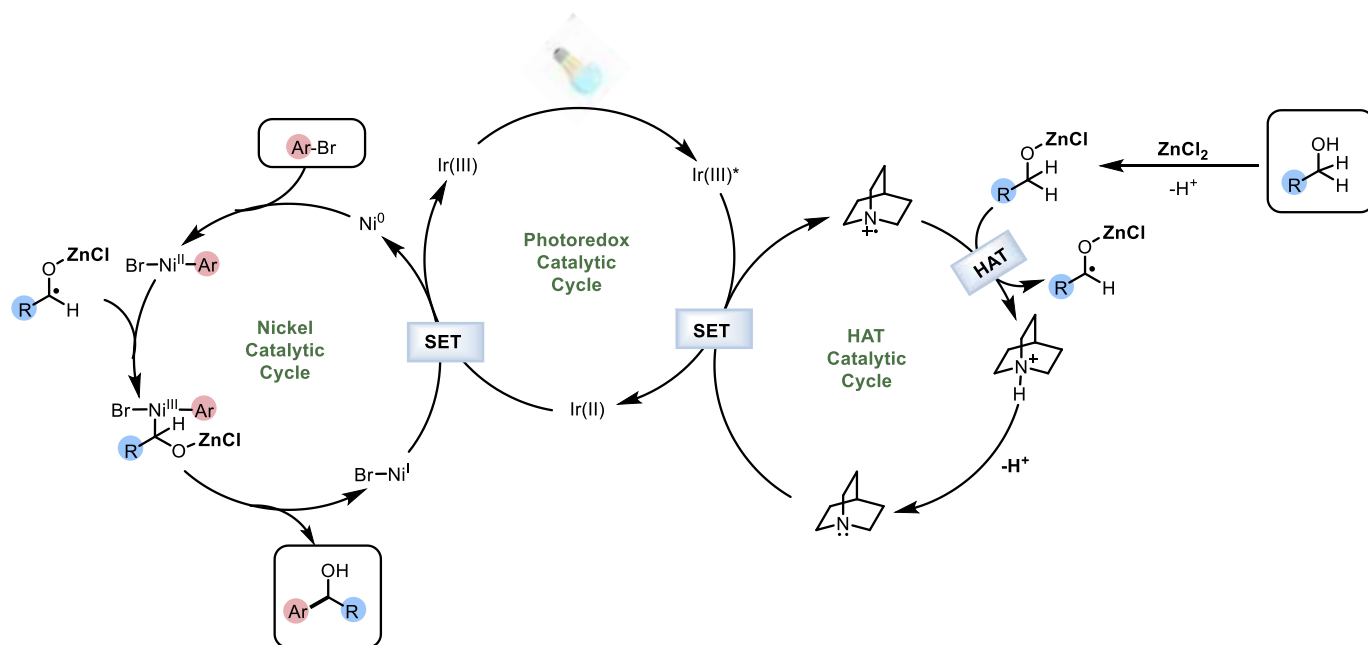 Ar-Br
Ir(III)
Ir(III)*
Ni0
Photoredox
Catalytic
Cycle
N
+·
O
ZnCl
H
H
R
ZnCl2
-H+
OH
H
H
R
HAT
O
ZnCl
R
H
Br
NiII
Ar
O
ZnCl
R
H
Nickel
Catalytic
Cycle
SET
SET
HAT
Catalytic
Cycle
N
+
H
Ir(II)
Br
NiIII
Ar
H
R
O
ZnCl
Br
NiI
-H+
N
OH
Ar
R